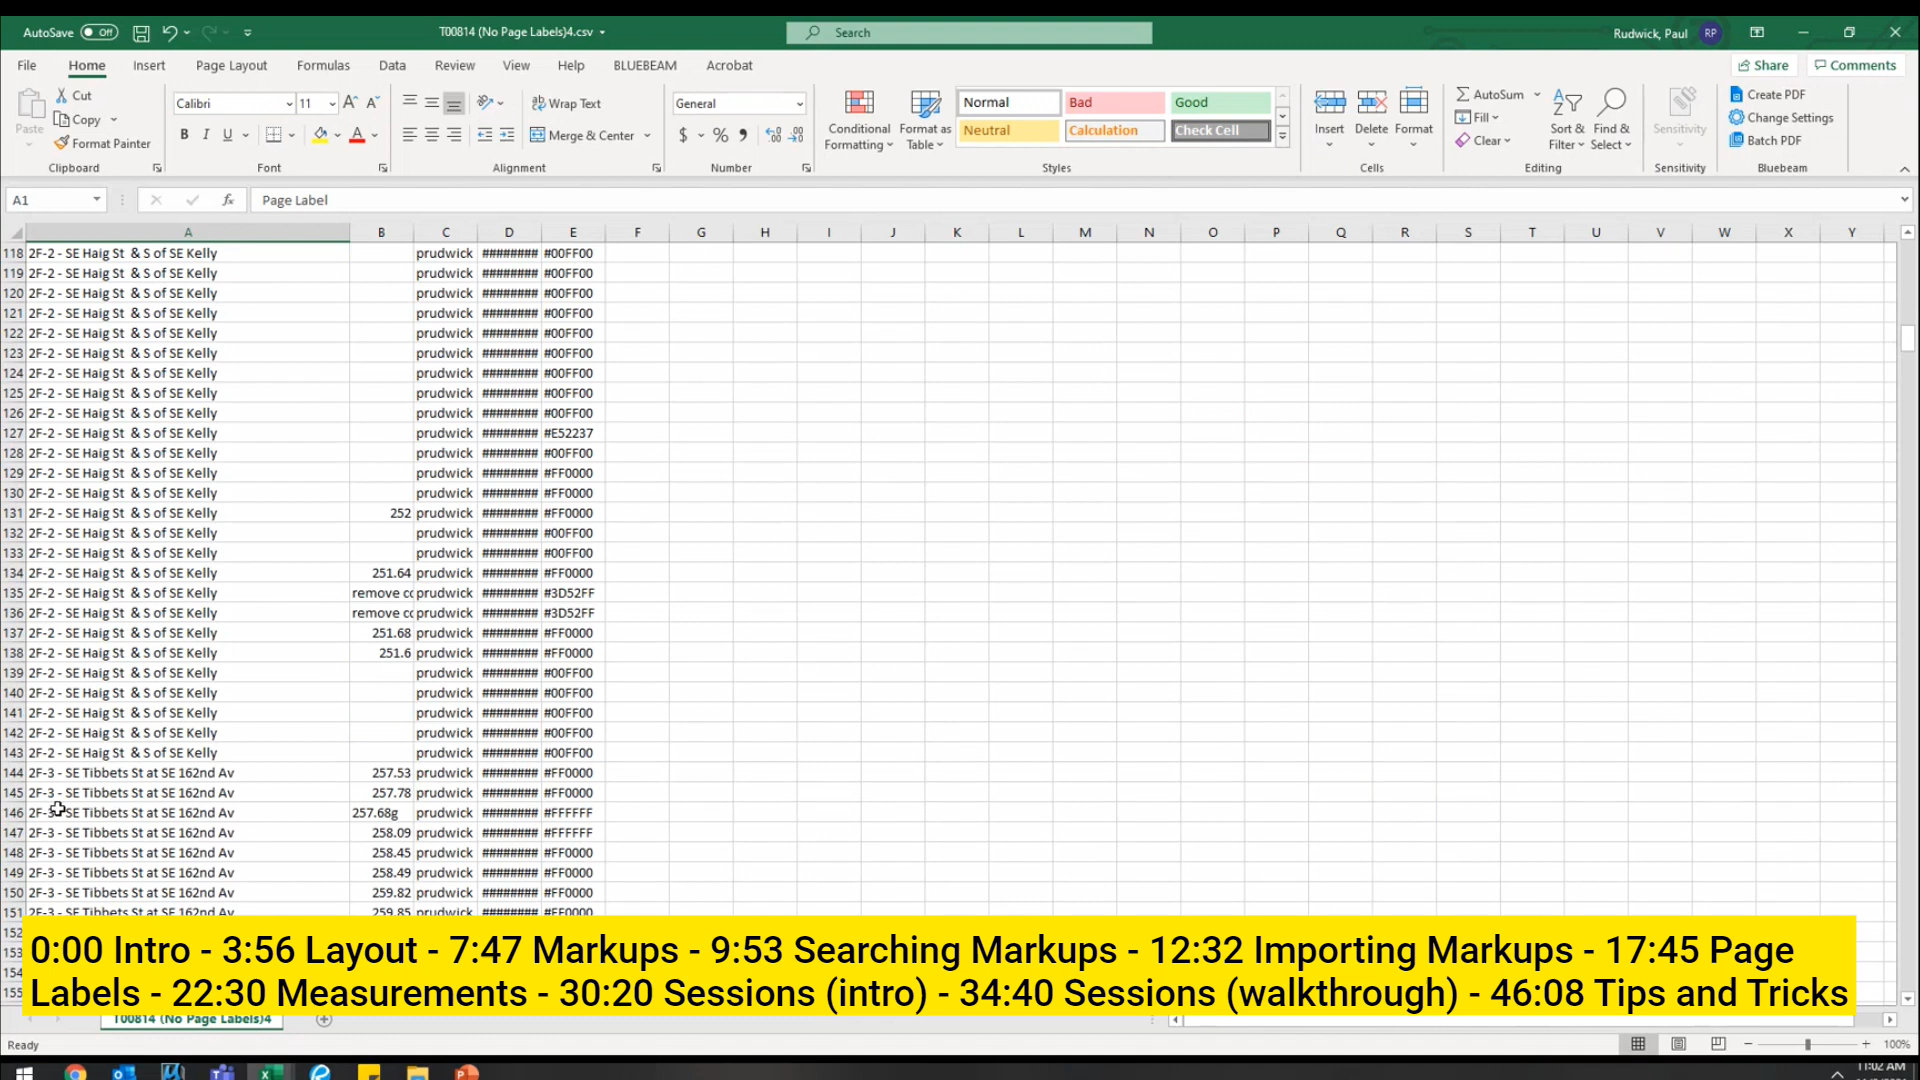 AutoSave Off T00814 (No Page Labels)4.csv Search Rudwick, Paul RP
File Home Insert Page Layout Formulas Data Review View Help BLUEBEAM Acrobat Share Comments
Paste Cut Copy Format Painter Clipboard
Calibri 11 B I U A Font
Wrap Text Merge & Center Alignment
General $ % Number
Conditional Formatting Format as Table
Normal Bad Good
Neutral Calculation Check Cell
Styles
Insert Delete Format Cells
AutoSum Fill Clear Sort & Filter Find & Select Editing
Sensitivity Sensitivity
Create PDF Change Settings Batch PDF Bluebeam
A1 fx Page Label
A B C D E F G H I J K L M N O P Q R S T U V W X Y
118 2F-2 - SE Haig St & S of SE Kelly prudwick ######## #00FF00
119 2F-2 - SE Haig St & S of SE Kelly prudwick ######## #00FF00
120 2F-2 - SE Haig St & S of SE Kelly prudwick ######## #00FF00
121 2F-2 - SE Haig St & S of SE Kelly prudwick ######## #00FF00
122 2F-2 - SE Haig St & S of SE Kelly prudwick ######## #00FF00
123 2F-2 - SE Haig St & S of SE Kelly prudwick ######## #00FF00
124 2F-2 - SE Haig St & S of SE Kelly prudwick ######## #00FF00
125 2F-2 - SE Haig St & S of SE Kelly prudwick ######## #00FF00
126 2F-2 - SE Haig St & S of SE Kelly prudwick ######## #00FF00
127 2F-2 - SE Haig St & S of SE Kelly prudwick ######## #E52237
128 2F-2 - SE Haig St & S of SE Kelly prudwick ######## #00FF00
129 2F-2 - SE Haig St & S of SE Kelly prudwick ######## #FF0000
130 2F-2 - SE Haig St & S of SE Kelly prudwick ######## #FF0000
131 2F-2 - SE Haig St & S of SE Kelly 252 prudwick ######## #FF0000
132 2F-2 - SE Haig St & S of SE Kelly prudwick ######## #00FF00
133 2F-2 - SE Haig St & S of SE Kelly prudwick ######## #00FF00
134 2F-2 - SE Haig St & S of SE Kelly 251.64 prudwick ######## #FF0000
135 2F-2 - SE Haig St & S of SE Kelly remove cc prudwick ######## #3D52FF
136 2F-2 - SE Haig St & S of SE Kelly remove cc prudwick ######## #3D52FF
137 2F-2 - SE Haig St & S of SE Kelly 251.68 prudwick ######## #FF0000
138 2F-2 - SE Haig St & S of SE Kelly 251.6 prudwick ######## #FF0000
139 2F-2 - SE Haig St & S of SE Kelly prudwick ######## #00FF00
140 2F-2 - SE Haig St & S of SE Kelly prudwick ######## #00FF00
141 2F-2 - SE Haig St & S of SE Kelly prudwick ######## #00FF00
142 2F-2 - SE Haig St & S of SE Kelly prudwick ######## #00FF00
143 2F-2 - SE Haig St & S of SE Kelly prudwick ######## #00FF00
144 2F-3 - SE Tibbets St at SE 162nd Av 257.53 prudwick ######## #FF0000
145 2F-3 - SE Tibbets St at SE 162nd Av 257.78 prudwick ######## #FF0000
146 2F-3 - SE Tibbets St at SE 162nd Av 257.68g prudwick ######## #FFFFFF
147 2F-3 - SE Tibbets St at SE 162nd Av 258.09 prudwick ######## #FFFFFF
148 2F-3 - SE Tibbets St at SE 162nd Av 258.45 prudwick ######## #FF0000
149 2F-3 - SE Tibbets St at SE 162nd Av 258.49 prudwick ######## #FF0000
150 2F-3 - SE Tibbets St at SE 162nd Av 259.82 prudwick ######## #FF0000
151 2F-3 - SE Tibbets St at SE 162nd Av 259.85 prudwick ######## #FF0000
152
153
154
155
0:00 Intro - 3:56 Layout - 7:47 Markups - 9:53 Searching Markups - 12:32 Importing Markups - 17:45 Page
Labels - 22:30 Measurements - 30:20 Sessions (intro) - 34:40 Sessions (walkthrough) - 46:08 Tips and Tricks
T00814 (No Page Labels)4
Ready 100%
11:02 AM